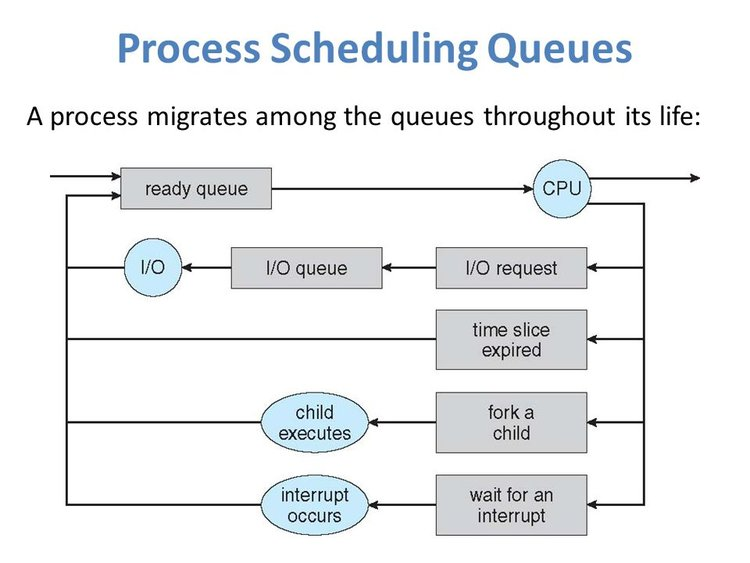 Process Scheduling Queues
A process migrates among the queues throughout its life:
ready queue
CPU
I/O
I/O queue
I/O request
time slice
expired
child
executes
fork a
child
interrupt
occurs
wait for an
interrupt